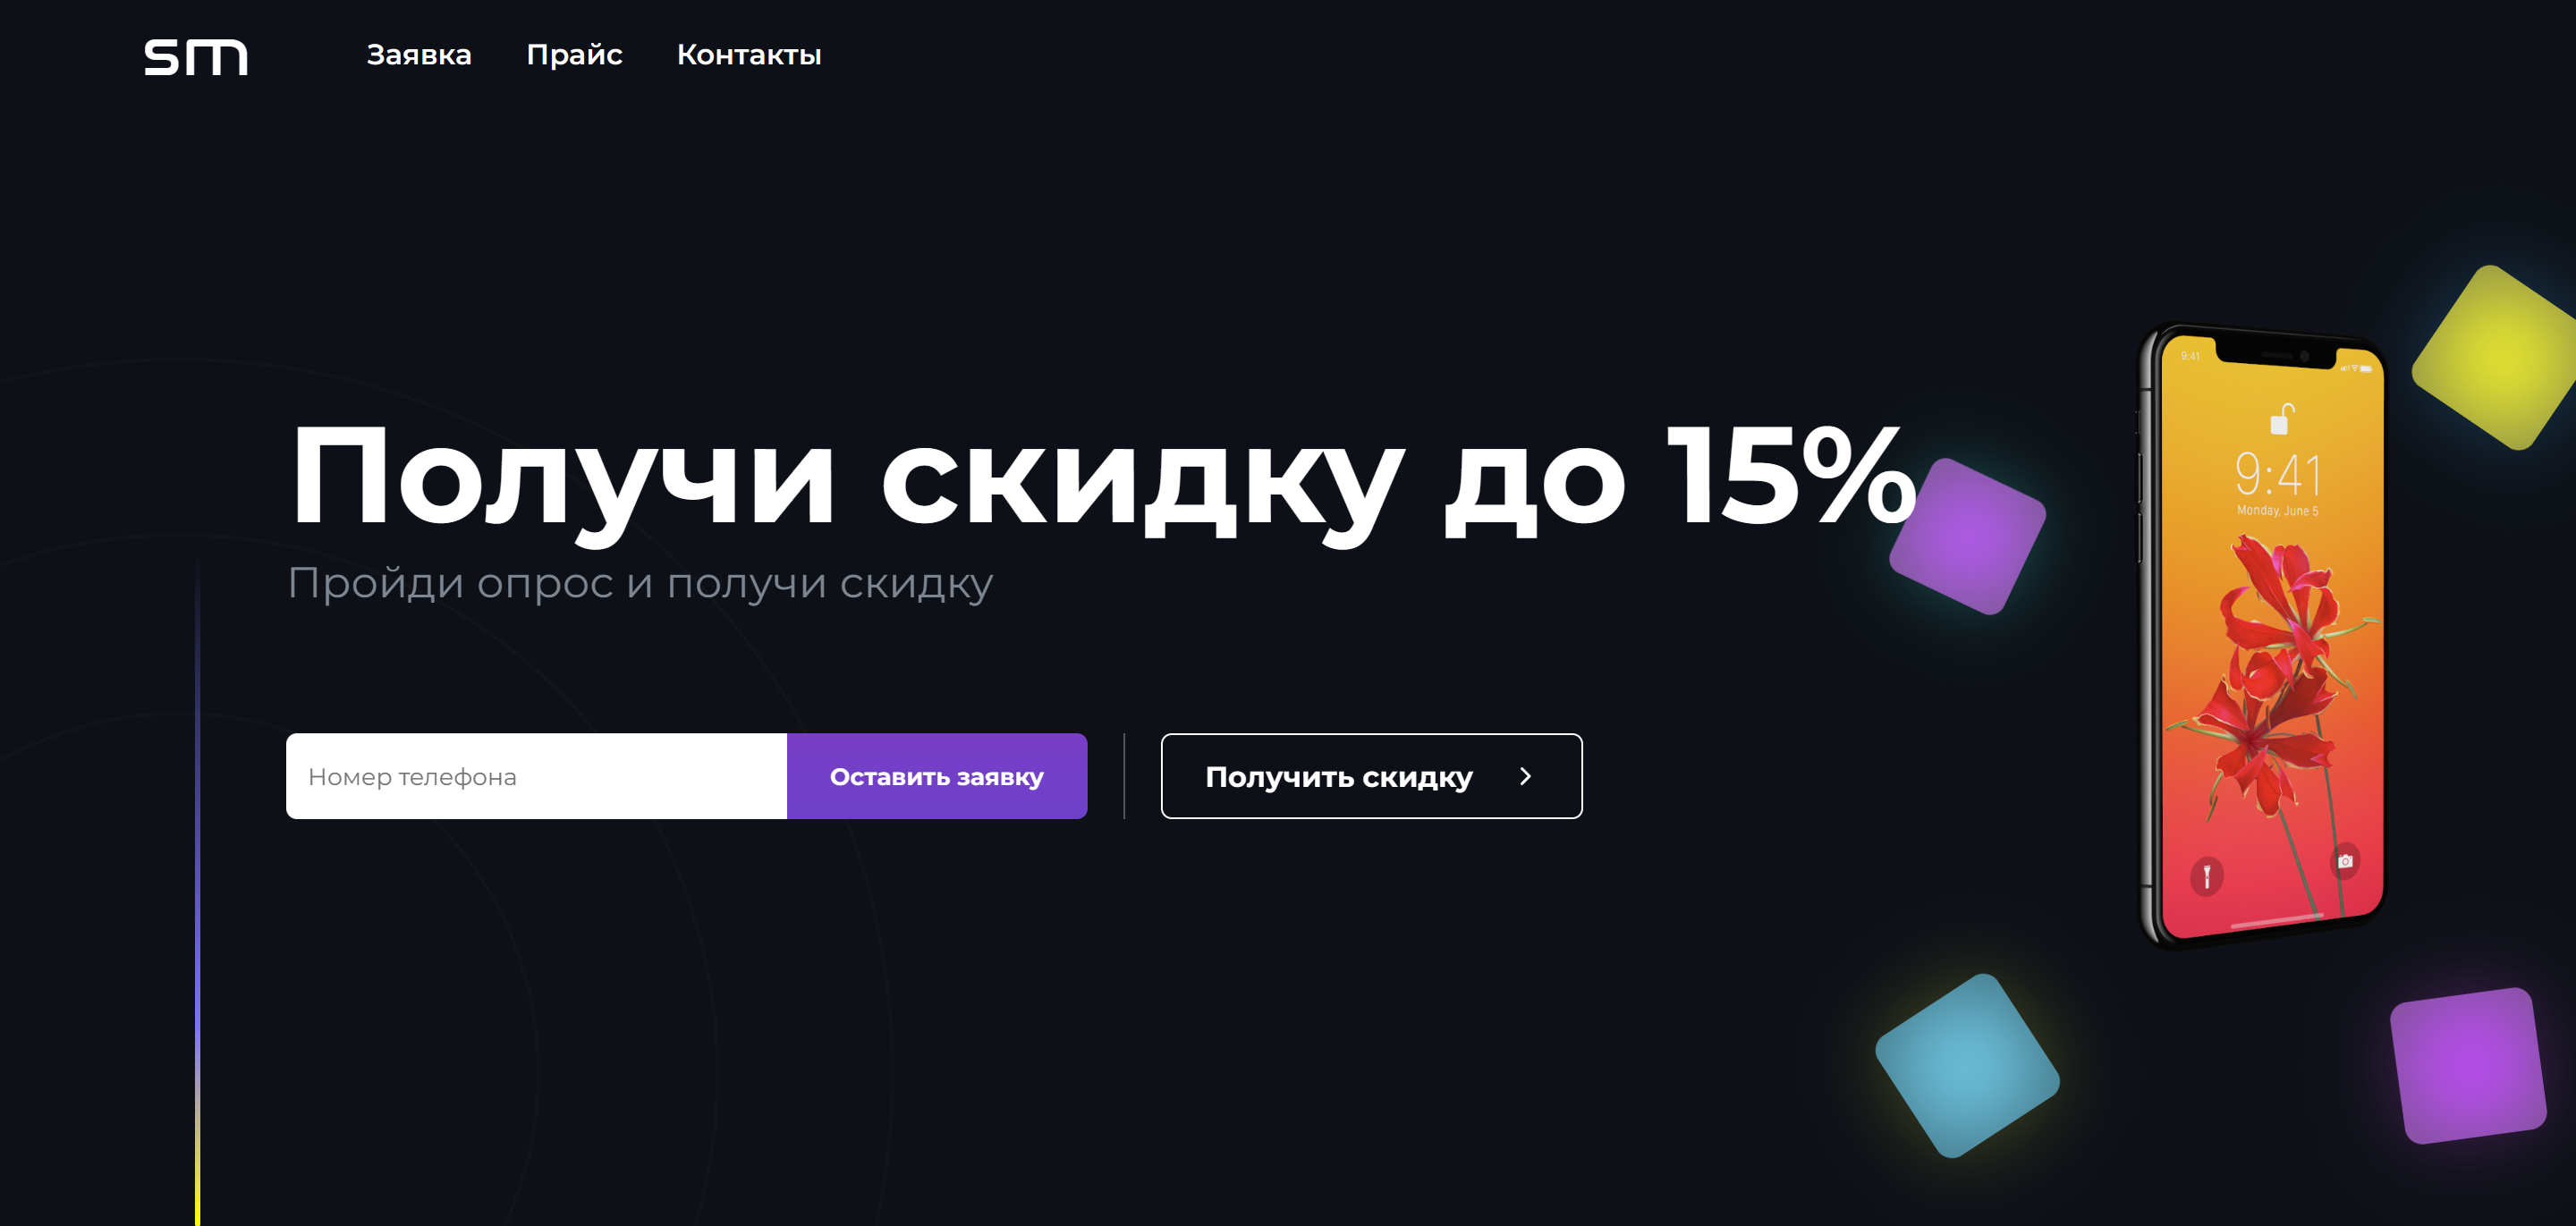 sm
Заявка Прайс Контакты
Получи скидку до 15%
Пройди опрос и получи скидку
Номер телефона Оставить заявку Получить скидку
9:41
9:41
Monday, June 5